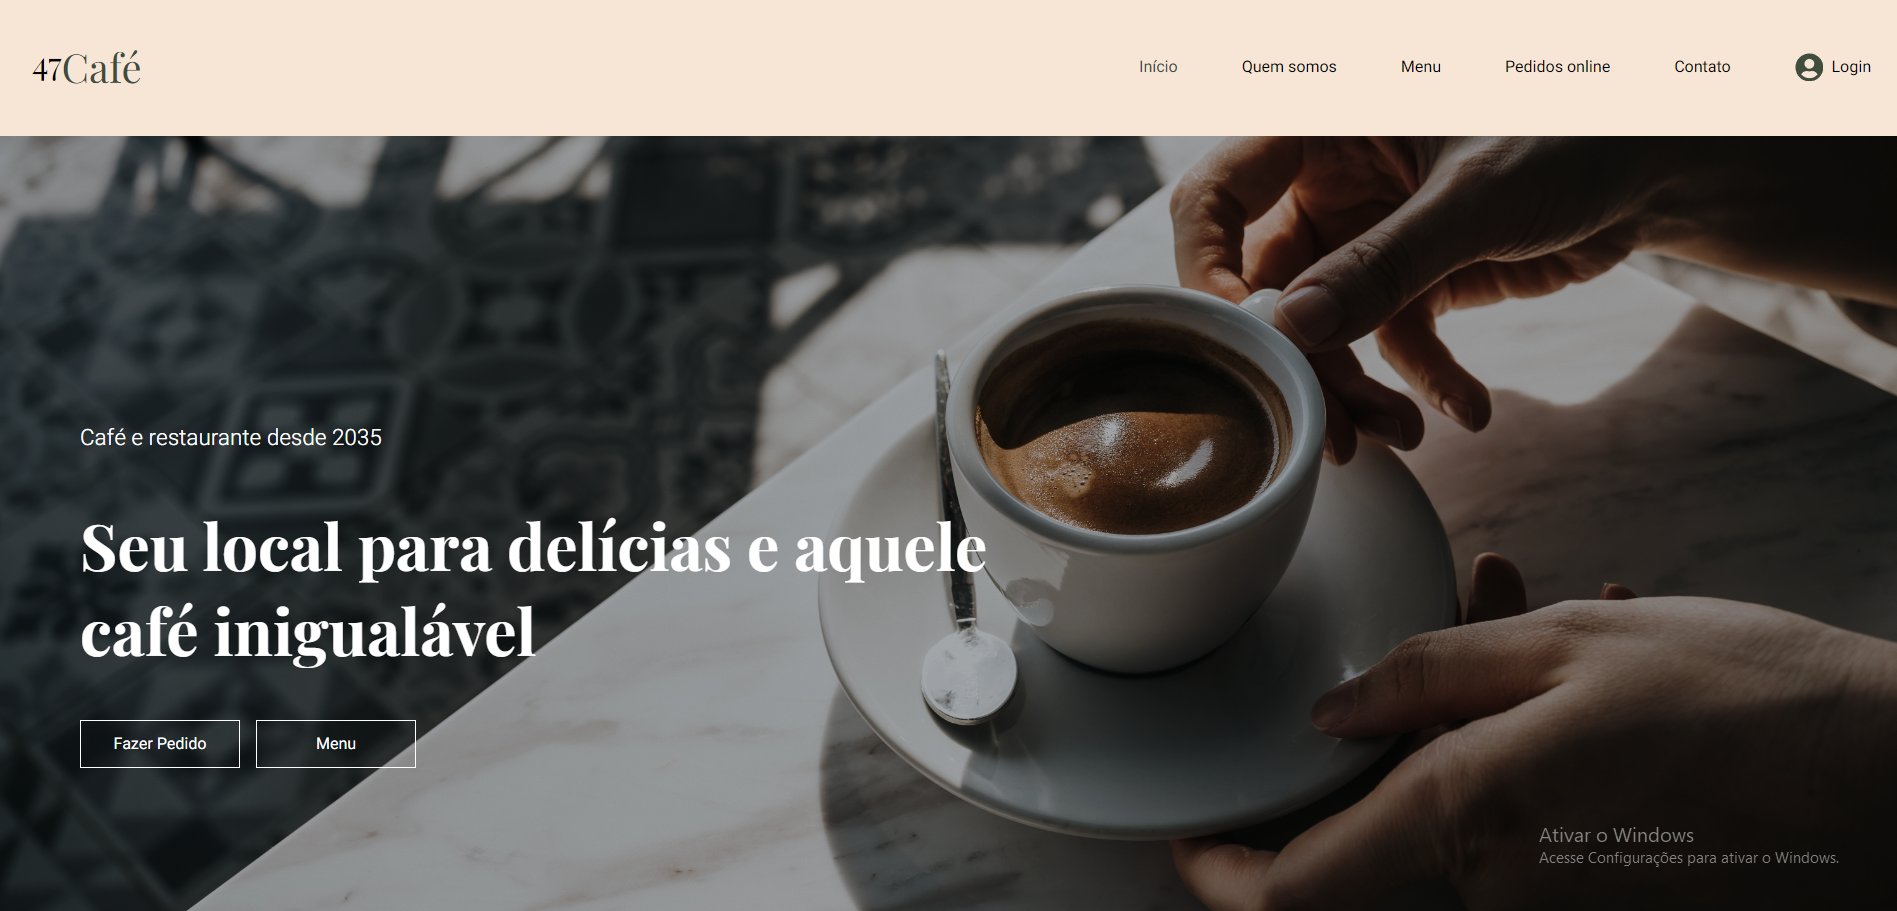 47Café
Início Quem somos Menu Pedidos online Contato Login
Café e restaurante desde 2035
Seu local para delícias e aquele
café inigualável
Fazer Pedido Menu
Ativar o Windows
Acesse Configurações para ativar o Windows.